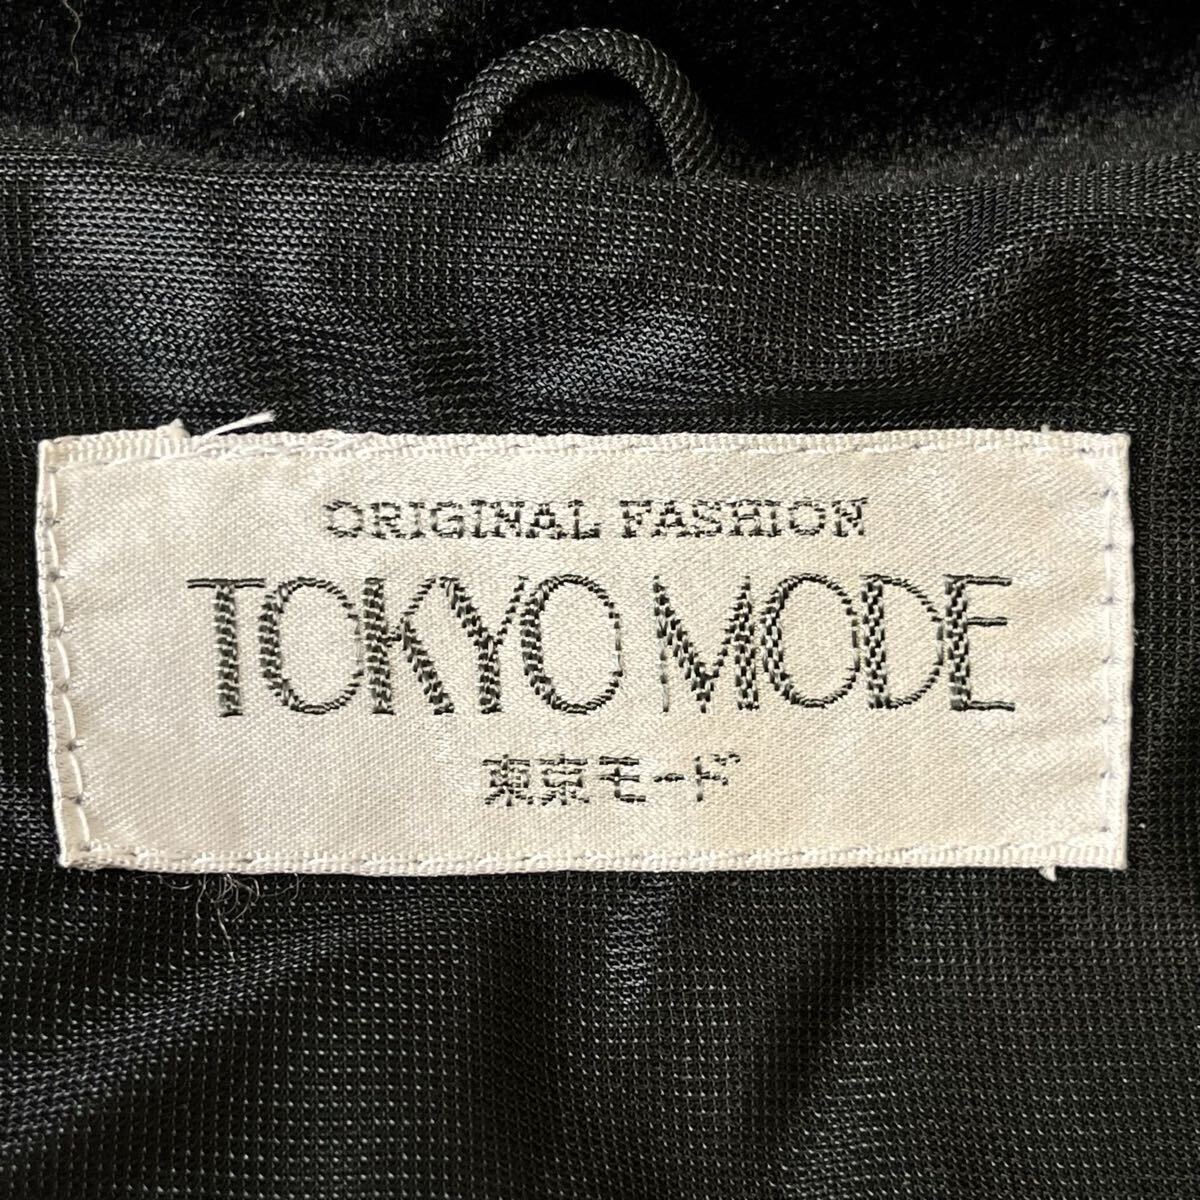 ORIGINAL FASHION
TOKYO MODE
東京モード